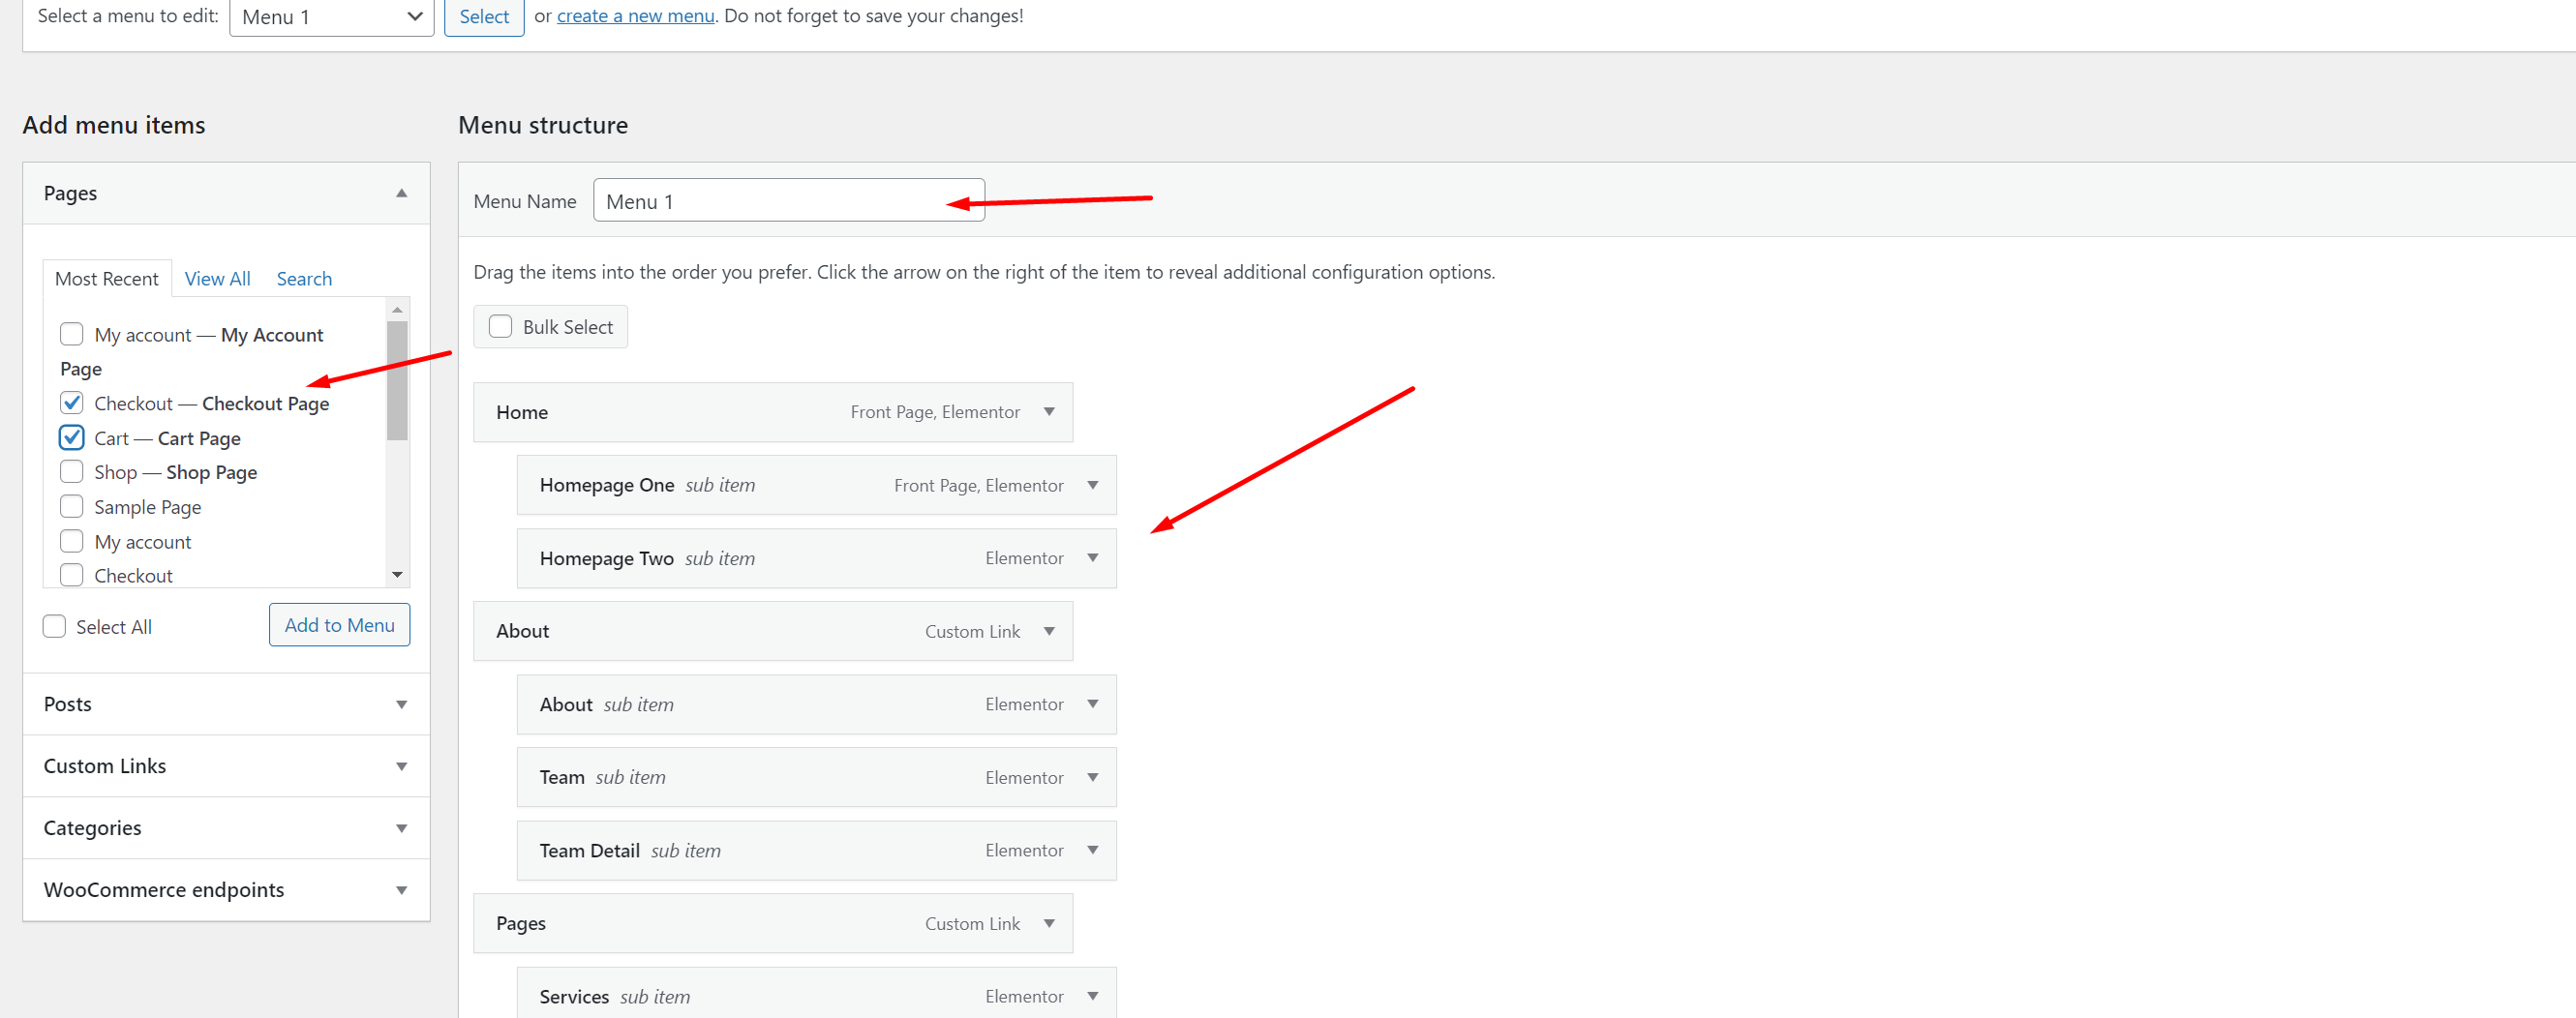 Select a menu to edit: Menu 1 Select or create a new menu. Do not forget to save your changes!
Add menu items
Pages
Most Recent View All Search
My account — My Account
Page
Checkout — Checkout Page
Cart — Cart Page
Shop — Shop Page
Sample Page
My account
Checkout
Select All Add to Menu
Posts
Custom Links
Categories
WooCommerce endpoints
Menu structure
Menu Name Menu 1
Drag the items into the order you prefer. Click the arrow on the right of the item to reveal additional configuration options.
Bulk Select
Home Front Page, Elementor
Homepage One sub item Front Page, Elementor
Homepage Two sub item Elementor
About Custom Link
About sub item Elementor
Team sub item Elementor
Team Detail sub item Elementor
Pages Custom Link
Services sub item Elementor